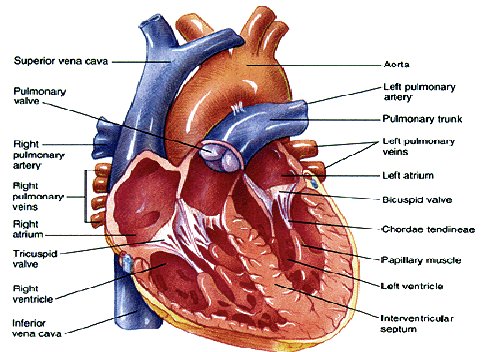 Superior vena cava
Pulmonary
valve
Right
pulmonary
artery
Right
pulmonary
veins
Right
atrium
Tricuspid
valve
Right
ventricle
Inferior
vena cava
Aorta
Left pulmonary
artery
Pulmonary trunk
Left pulmonary
veins
Left atrium
Bicuspid valve
Chordae tendineae
Papillary muscle
Left ventricle
Interventricular
septum